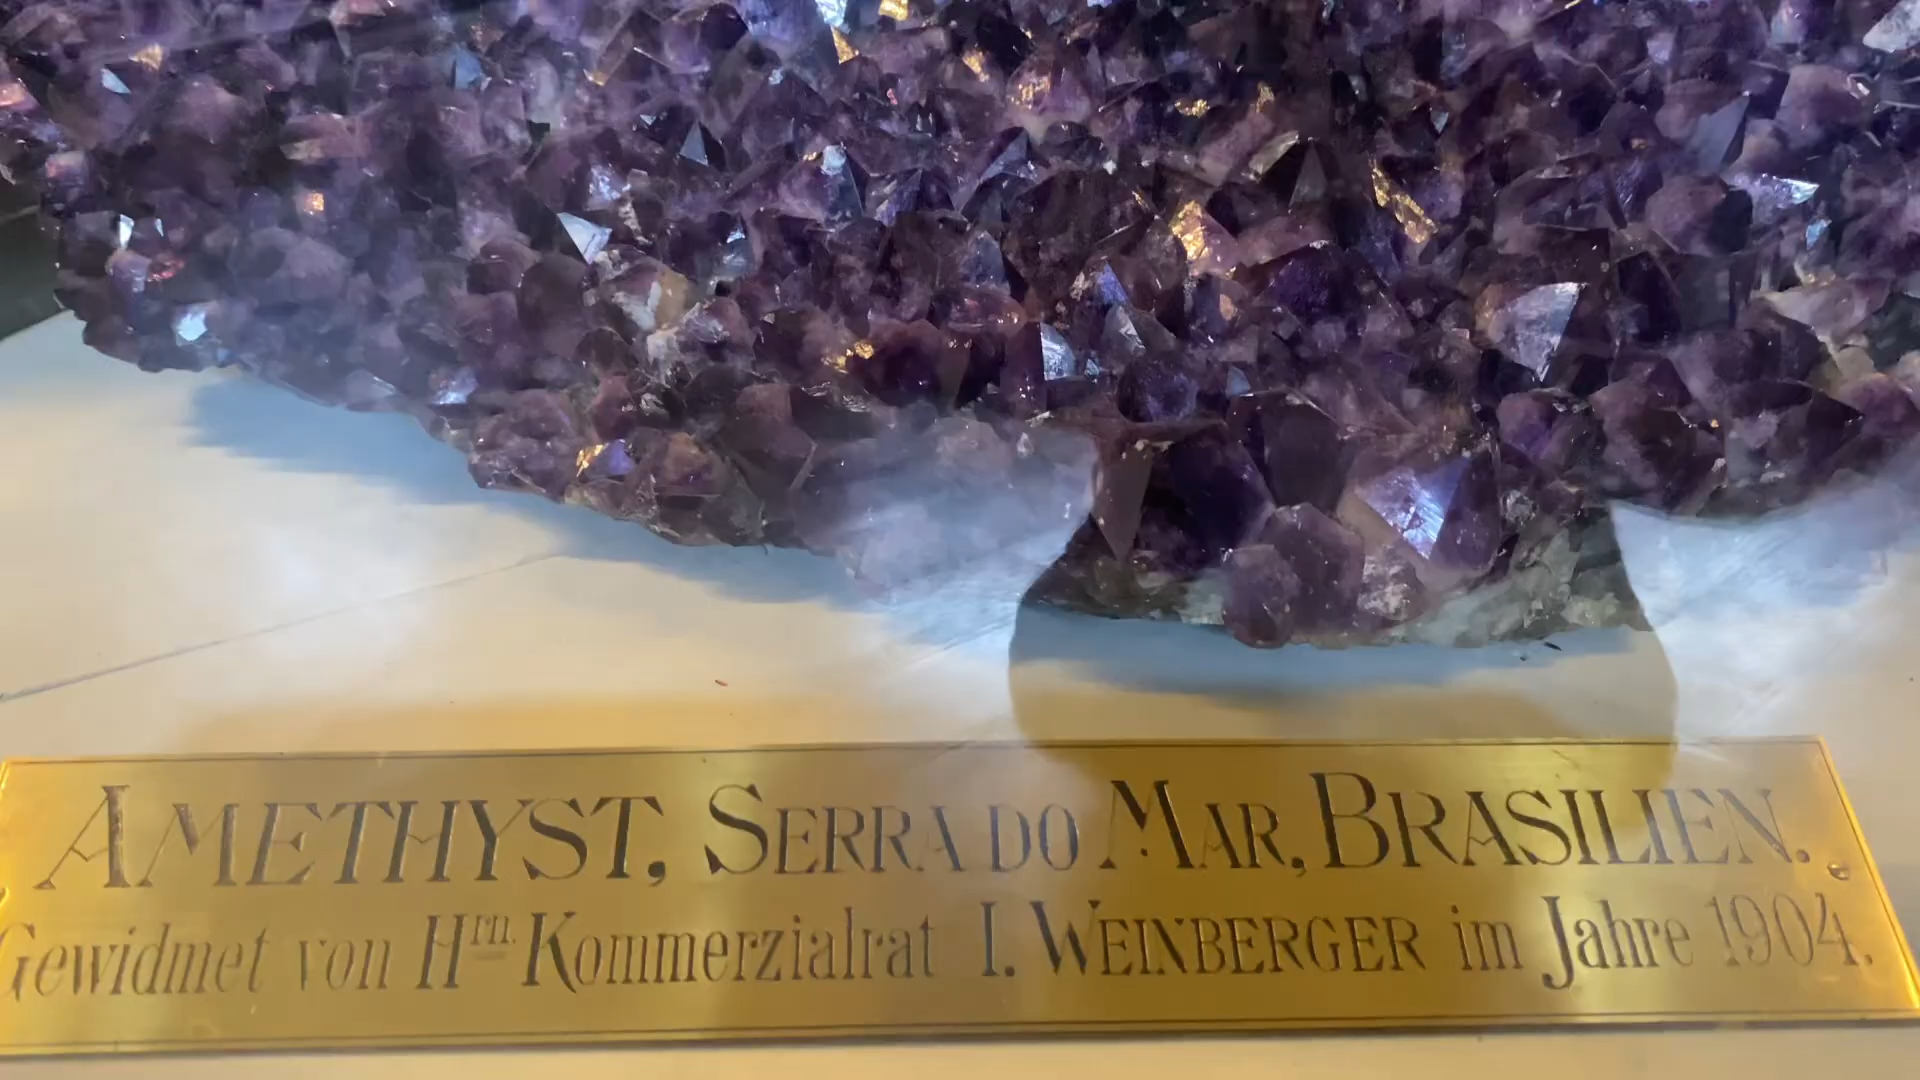 AMETHYST, SERRA DO MAR, BRASILIEN.
Gewidmet von Hrn. Kommerzialrat I. WEINBERGER im Jahre 1904.